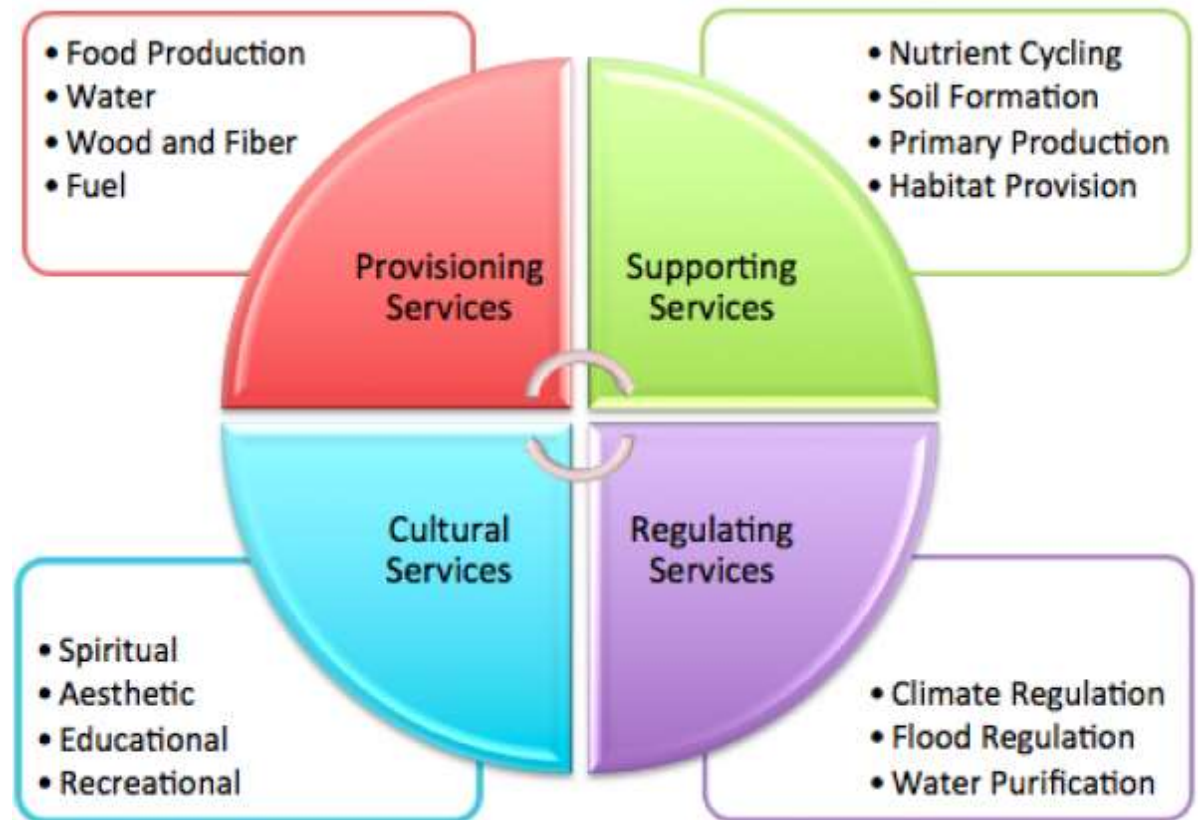 • Food Production
• Water
• Wood and Fiber
• Fuel
• Nutrient Cycling
• Soil Formation
• Primary Production
• Habitat Provision
Provisioning
Services
Supporting
Services
Cultural
Services
Regulating
Services
• Spiritual
• Aesthetic
• Educational
• Recreational
• Climate Regulation
• Flood Regulation
• Water Purification